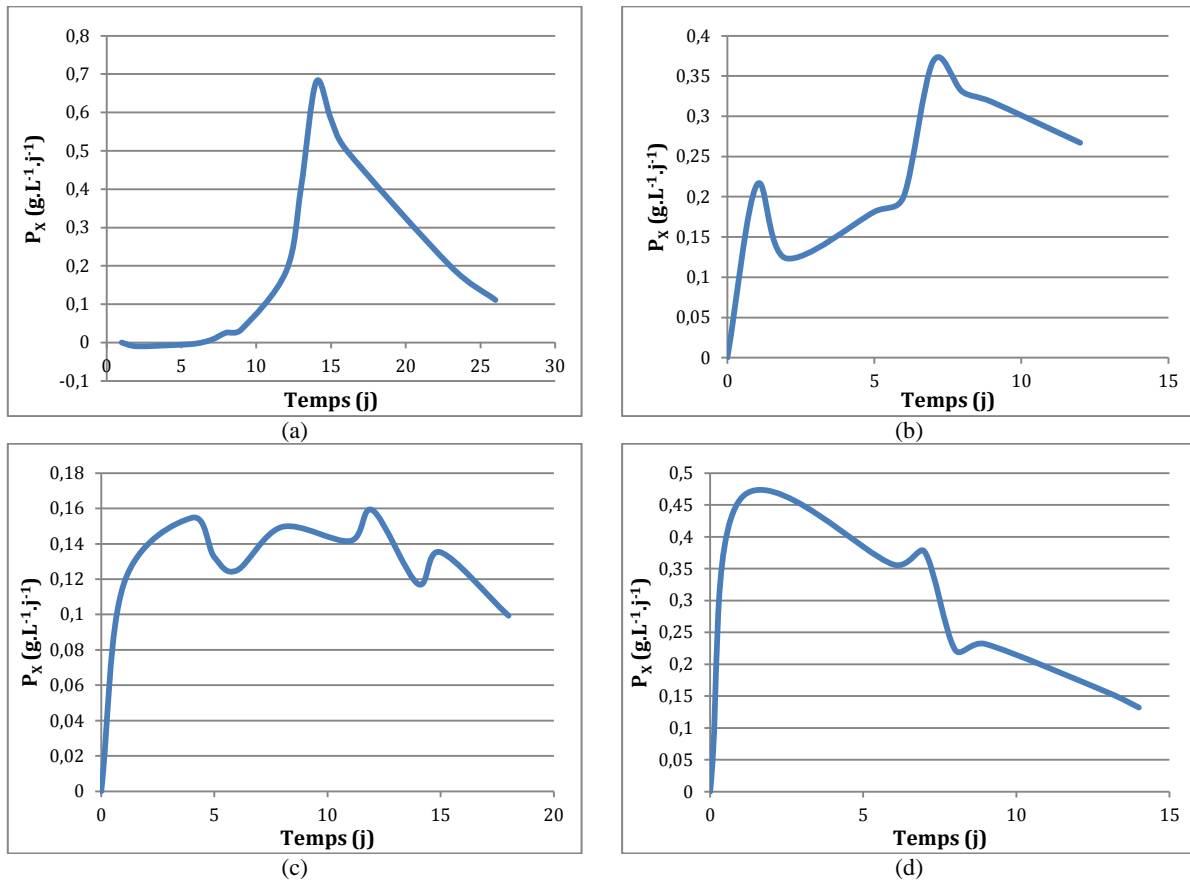 0,8
0,7
0,6
0,5
0,4
0,3
0,2
0,1
0
-0,1
P_X (g.L⁻¹.j⁻¹)
0 5 10 15 20 25 30
Temps (j)
(a)
0,4
0,35
0,3
0,25
0,2
0,15
0,1
0,05
0
P_X (g.L⁻¹.j⁻¹)
0 5 10 15
Temps (j)
(b)
0,18
0,16
0,14
0,12
0,1
0,08
0,06
0,04
0,02
0
P_X (g.L⁻¹.j⁻¹)
0 5 10 15 20
Temps (j)
(c)
0,5
0,45
0,4
0,35
0,3
0,25
0,2
0,15
0,1
0,05
0
P_X (g.L⁻¹.j⁻¹)
0 5 10 15
Temps (j)
(d)